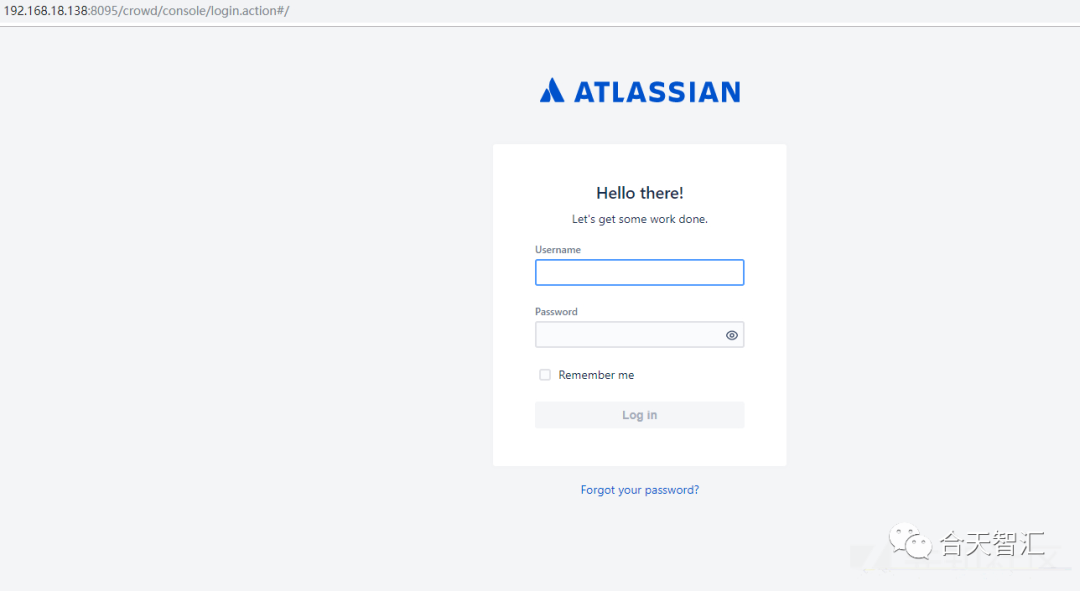 192.168.18.138:8095/crowd/console/login.action#/
ATLASSIAN
Hello there!
Let's get some work done.
Username
Password
Remember me
Log in
Forgot your password?
合天智汇